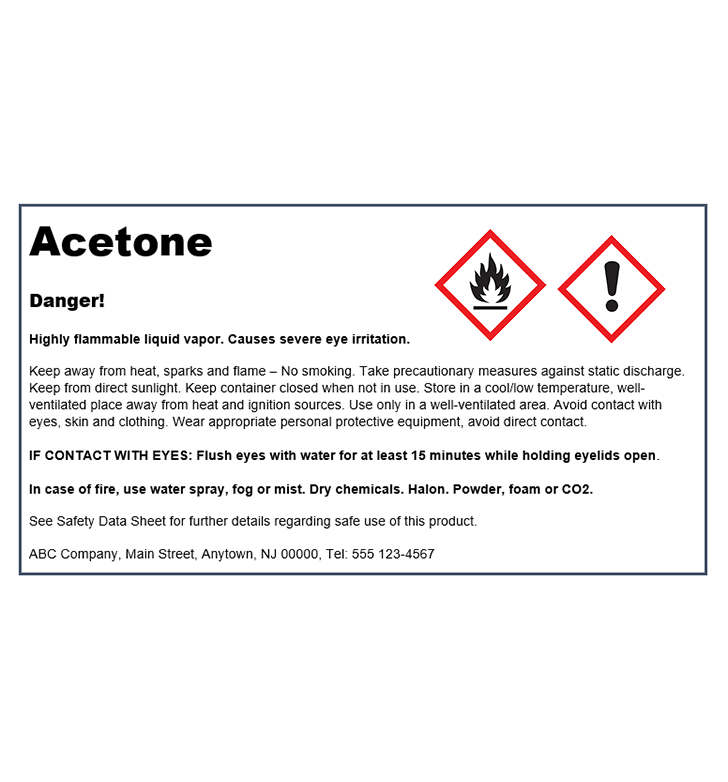 Acetone
Danger!
Highly flammable liquid vapor. Causes severe eye irritation.
Keep away from heat, sparks and flame – No smoking. Take precautionary measures against static discharge.
Keep from direct sunlight. Keep container closed when not in use. Store in a cool/low temperature, well-
ventilated place away from heat and ignition sources. Use only in a well-ventilated area. Avoid contact with
eyes, skin and clothing. Wear appropriate personal protective equipment, avoid direct contact.
IF CONTACT WITH EYES: Flush eyes with water for at least 15 minutes while holding eyelids open.
In case of fire, use water spray, fog or mist. Dry chemicals. Halon. Powder, foam or CO2.
See Safety Data Sheet for further details regarding safe use of this product.
ABC Company, Main Street, Anytown, NJ 00000, Tel: 555 123-4567